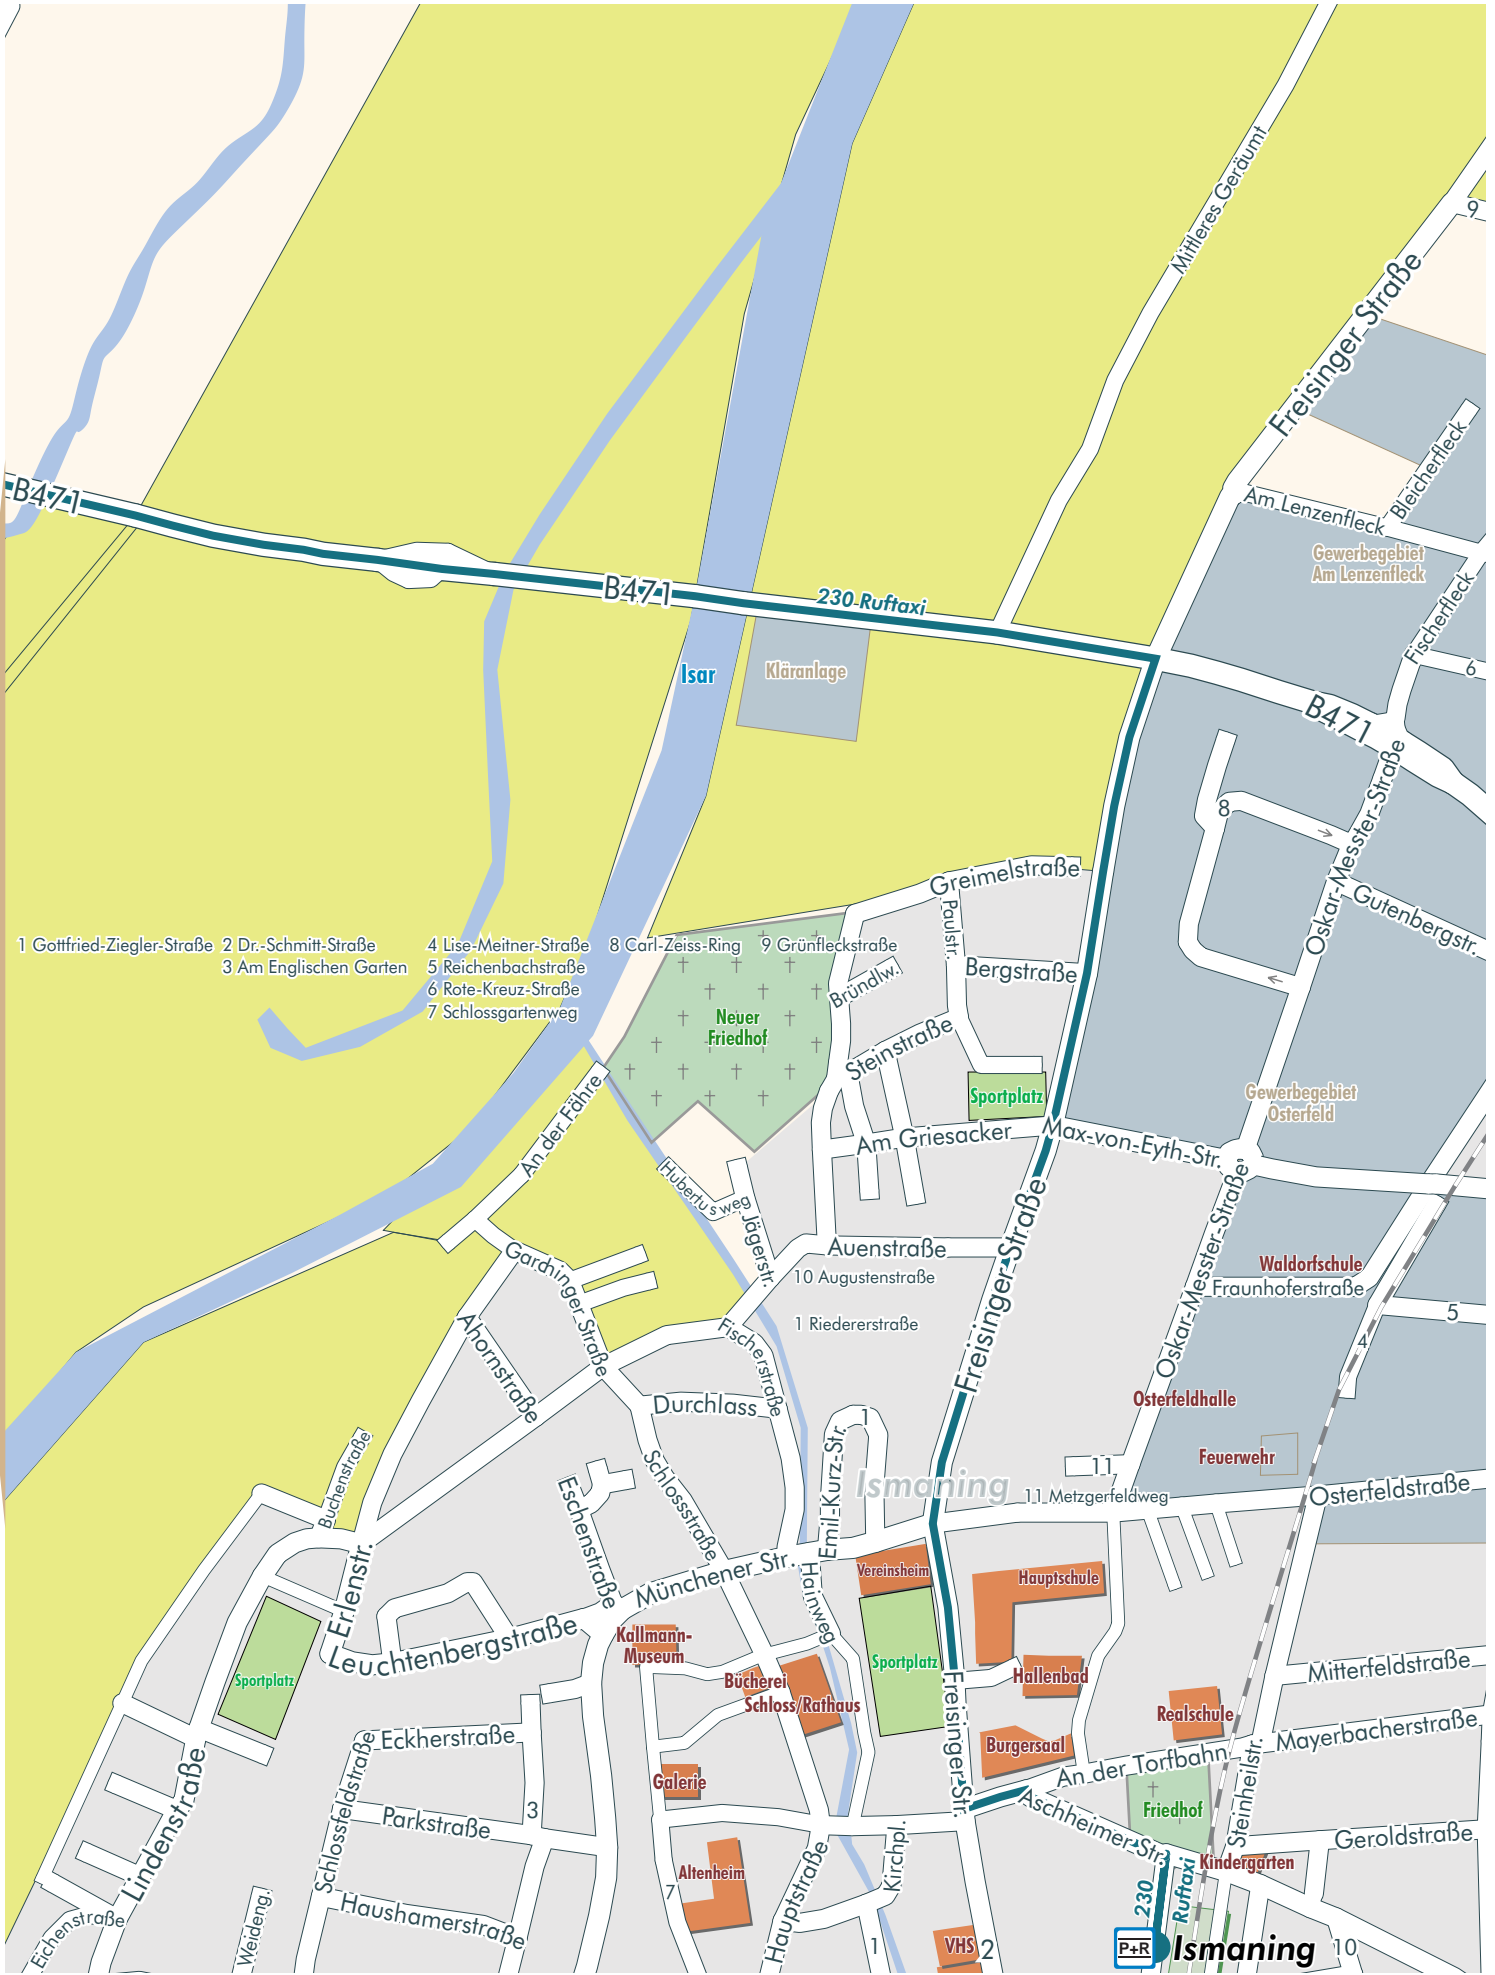 Mittleres Geräumt
9
Freisinger Straße
Bleicherfleck
Am Lenzenfleck
B471
Gewerbegebiet
Am Lenzenfleck
B471
230 Ruftaxi
Fischerfleck
6
Isar
Kläranlage
B471
Oskar-Messter-Straße
8
Greimelstraße
Gutenbergstr.
Paulstr.
1 Gottfried-Ziegler-Straße
2 Dr.-Schmitt-Straße
3 Am Englischen Garten
4 Lise-Meitner-Straße
5 Reichenbachstraße
6 Rote-Kreuz-Straße
7 Schlossgartenweg
8 Carl-Zeiss-Ring
9 Grünfleckstraße
Bründlw.
Bergstraße
Neuer
Friedhof
Steinstraße
Sportplatz
Gewerbegebiet
Osterfeld
An der Fähre
Am Griesacker
Max-von-Eyth-Str.
Hubertusweg
Jägerstr.
Freisinger Straße
Oskar-Messter-Straße
Auenstraße
10 Augustenstraße
1 Riedererstraße
Waldorfschule
Fraunhoferstraße
5
4
Garchinger Straße
Ahornstraße
Fischerstraße
Durchlass
Osterfeldhalle
Buchenstraße
1
Emil-Kurz-Str.
Schlossstraße
Eschenstraße
Feuerwehr
11
Ismaning
11 Metzgerfeldweg
Osterfeldstraße
Erlenstr.
Münchener Str.
Hainweg
Vereinsheim
Hauptschule
Leuchtenbergstraße
Kallmann-
Museum
Sportplatz
Sportplatz
Hallenbad
Mitterfeldstraße
Bücherei
Schloss/Rathaus
Realschule
Eckherstraße
Freisinger Str.
Burgersaal
Mayerbacherstraße
An der Torfbahn
Galerie
Lindenstraße
Schlossfeldstraße
Parkstraße
3
Aschheimer Str.
Friedhof
Steinheilstr.
Geroldstraße
Kindergarten
Altenheim
7
Hauptstraße
Kirchpl.
Haushamerstraße
Eichenstraße
Weideng.
230
Ruftaxi
1
VHS
2
P+R
Ismaning
10